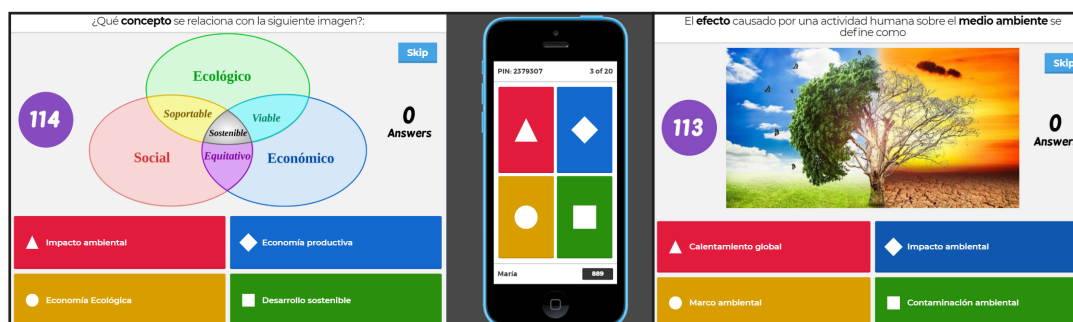 ¿Qué concepto se relaciona con la siguiente imagen?:
Skip
114
Ecológico
Soportable
Viable
Sostenible
Social
Equitativo
Económico
0
Answers
Impacto ambiental
Economía productiva
Economía Ecológica
Desarrollo sostenible
PIN: 2379307
3 of 20
María
889
El efecto causado por una actividad humana sobre el medio ambiente se
define como
Skip
113
0
Answer
Calentamiento global
Impacto ambiental
Marco ambiental
Contaminación ambiental